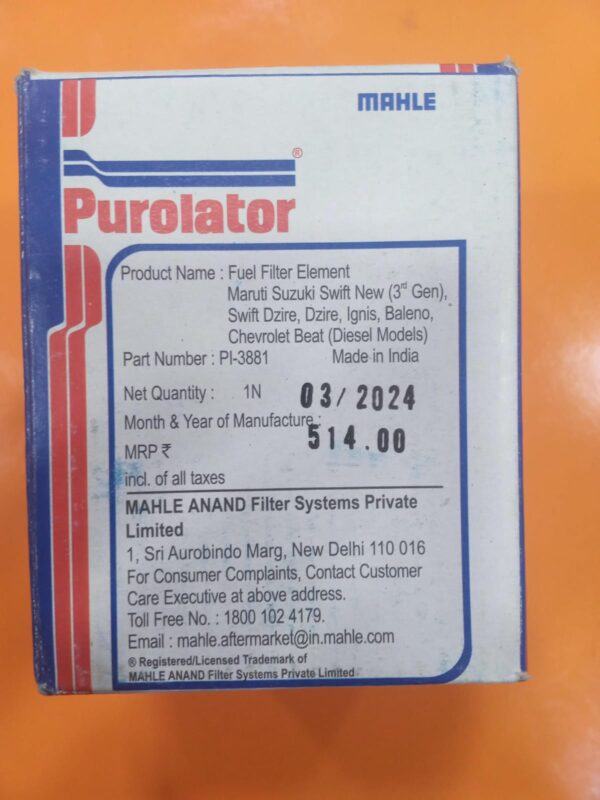 MAHLE
®
Purolator
Product Name : Fuel Filter Element
Maruti Suzuki Swift New (3rd Gen),
Swift Dzire, Dzire, Ignis, Baleno,
Chevrolet Beat (Diesel Models)
Part Number : PI-3881 Made in India
Net Quantity : 1N
03/2024
Month & Year of Manufacture :
514.00
MRP ₹
incl. of all taxes
MAHLE ANAND Filter Systems Private
Limited
1, Sri Aurobindo Marg, New Delhi 110 016
For Consumer Complaints, Contact Customer
Care Executive at above address.
Toll Free No. : 1800 102 4179.
Email : mahle.aftermarket@in.mahle.com
® Registered/Licensed Trademark of
MAHLE ANAND Filter Systems Private Limited